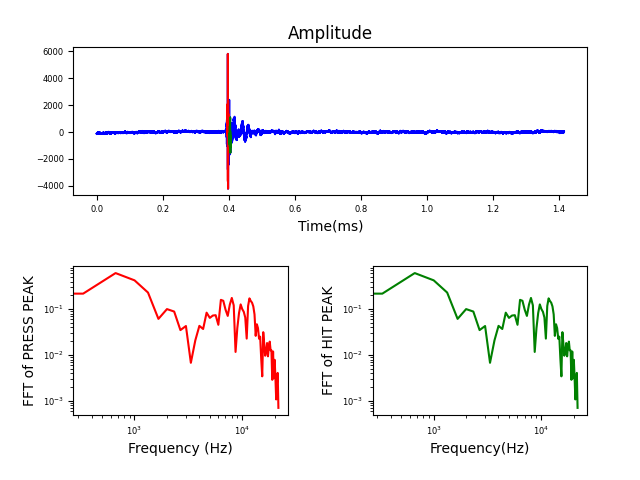 Amplitude
6000
4000
2000
0
−2000
−4000
0.0 0.2 0.4 0.6 0.8 1.0 1.2 1.4
Time(ms)
FFT of PRESS PEAK
10⁻¹
10⁻²
10⁻³
10³ 10⁴
Frequency (Hz)
FFT of HIT PEAK
10⁻¹
10⁻²
10⁻³
10³ 10⁴
Frequency(Hz)